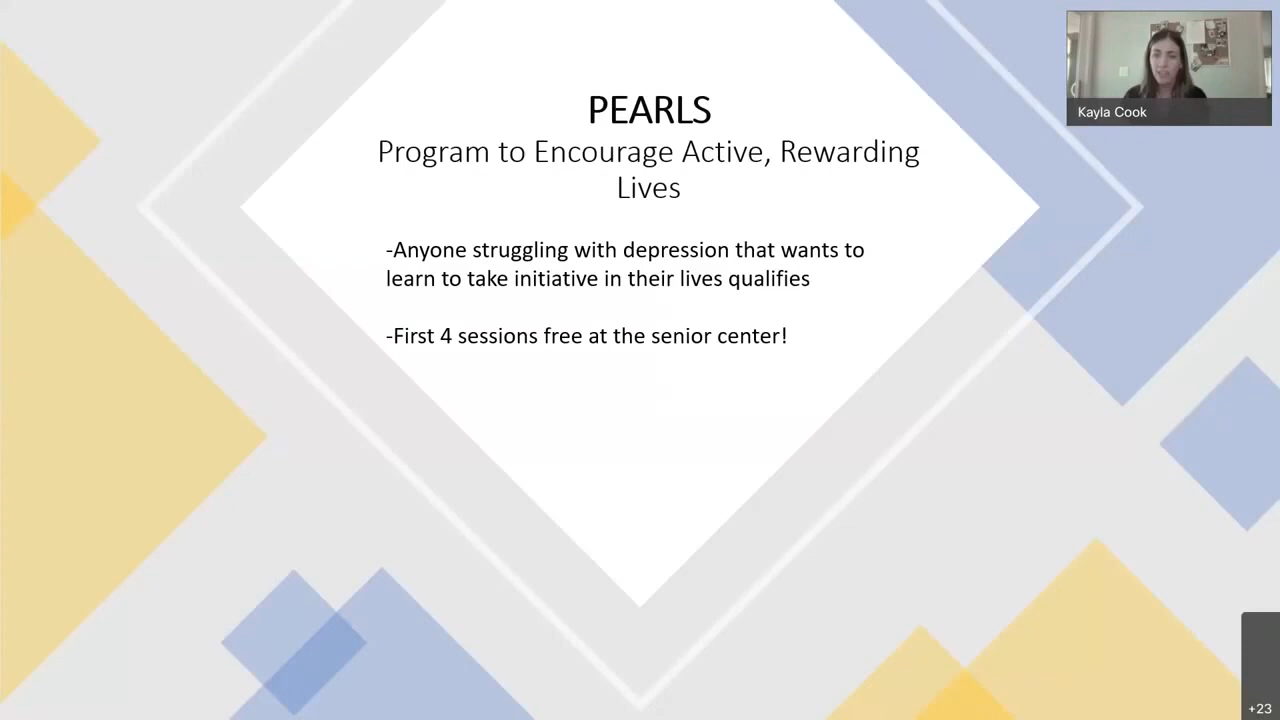 PEARLS
Program to Encourage Active, Rewarding
Lives
-Anyone struggling with depression that wants to
learn to take initiative in their lives qualifies
-First 4 sessions free at the senior center!
Kayla Cook
+23